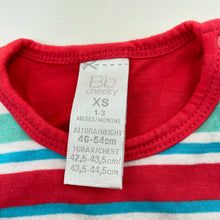 Bb
cheeky
XS
1-3
MESES/MONTHS
ALTURA/HEIGHT
46-54cm
TORAX/CHEST
42,5-43,5cm/
43,5-44,5cm